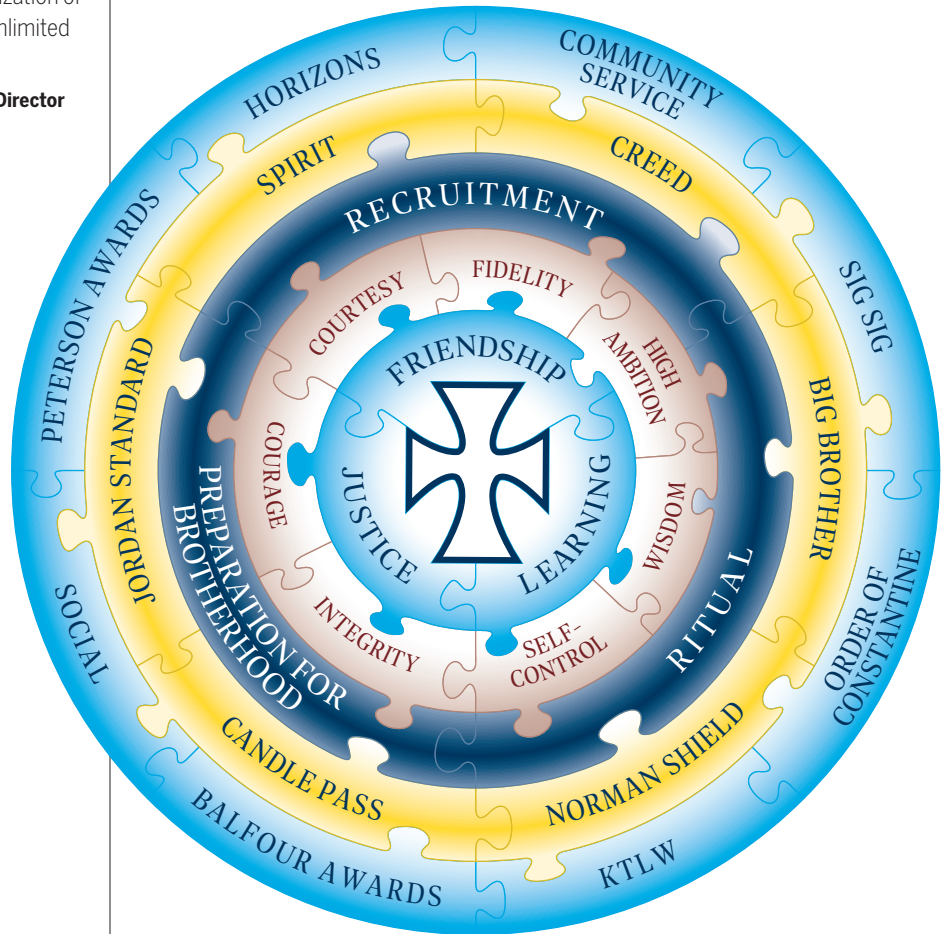 ization of
nlimited
Director
HORIZONS
COMMUNITY
SERVICE
SIG SIG
ORDER OF
CONSTANTINE
KTLW
BALFOUR AWARDS
SOCIAL
PETERSON AWARDS
SPIRIT
CREED
BIG BROTHER
NORMAN SHIELD
CANDLE PASS
JORDAN STANDARD
RECRUITMENT
RITUAL
PREPARATION FOR
BROTHERHOOD
COURTESY
FIDELITY
HIGH
AMBITION
WISDOM
SELF–
CONTROL
INTEGRITY
COURAGE
FRIENDSHIP
LEARNING
JUSTICE